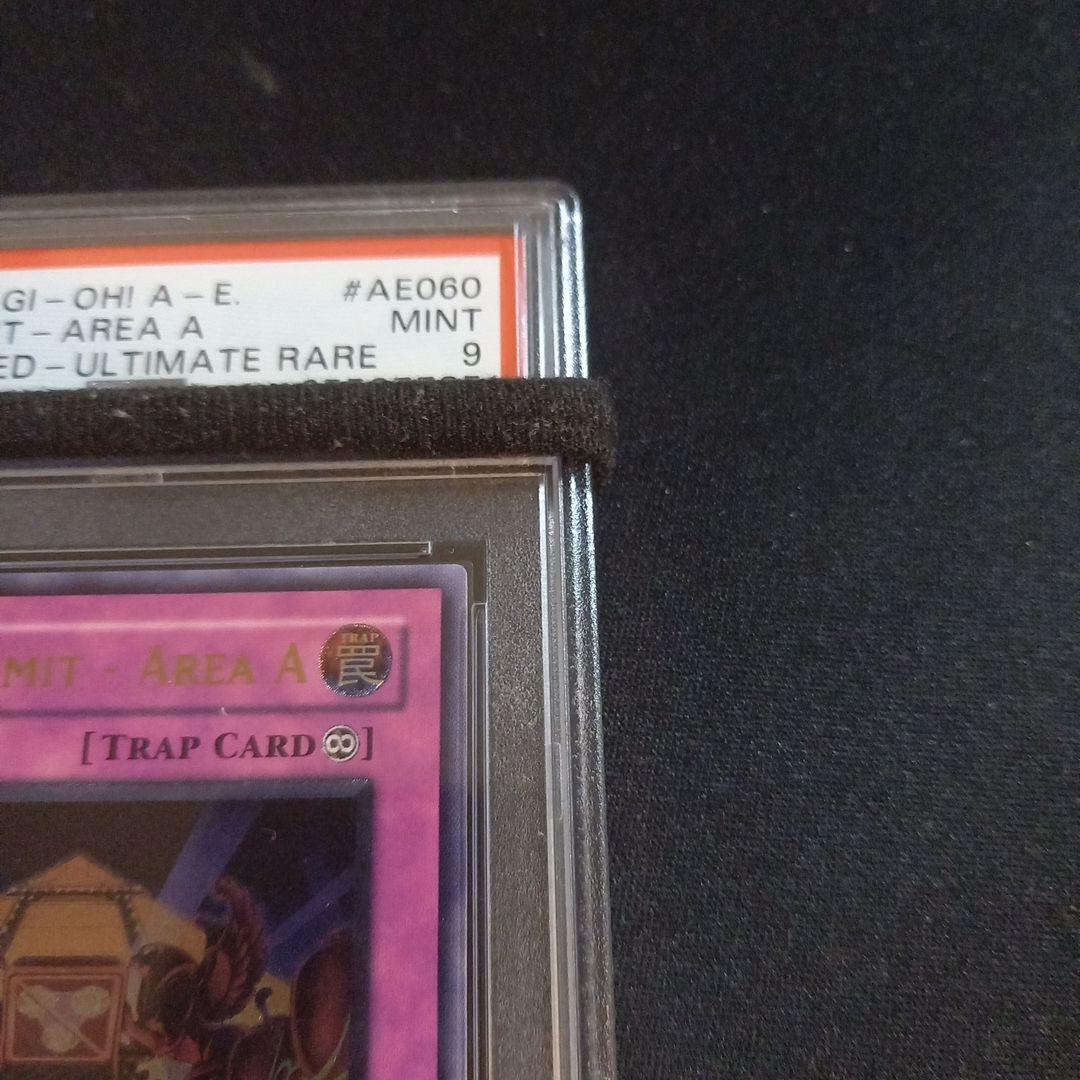 GI-OH! A-E. #AE060
T-AREA A MINT
ED-ULTIMATE RARE 9
MIT - AREA A TRAP 罠
[TRAP CARD]